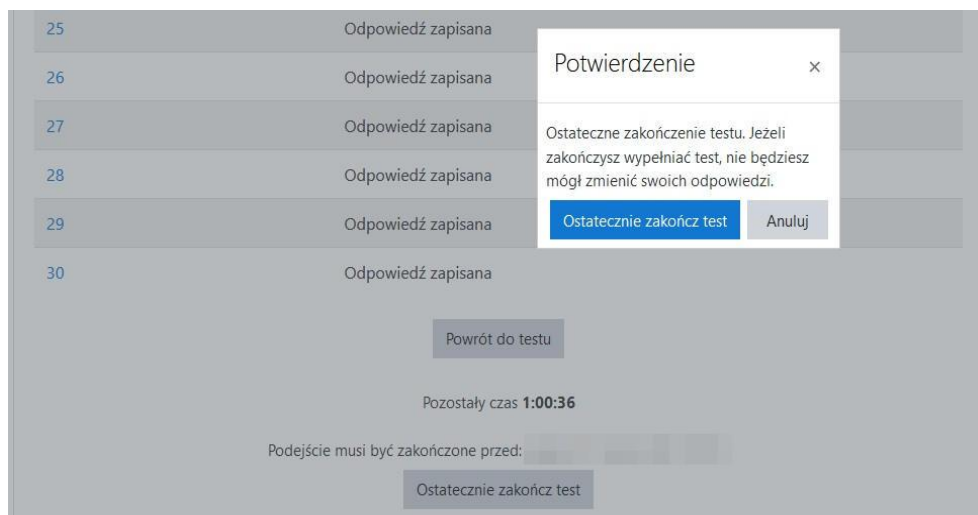 25 Odpowiedź zapisana
26 Odpowiedź zapisana
27 Odpowiedź zapisana
28 Odpowiedź zapisana
29 Odpowiedź zapisana
30 Odpowiedź zapisana
Potwierdzenie ×
Ostateczne zakończenie testu. Jeżeli
zakończysz wypełniać test, nie będziesz
mógł zmienić swoich odpowiedzi.
Ostatecznie zakończ test Anuluj
Powrót do testu
Pozostały czas 1:00:36
Podejście musi być zakończone przed:
Ostatecznie zakończ test